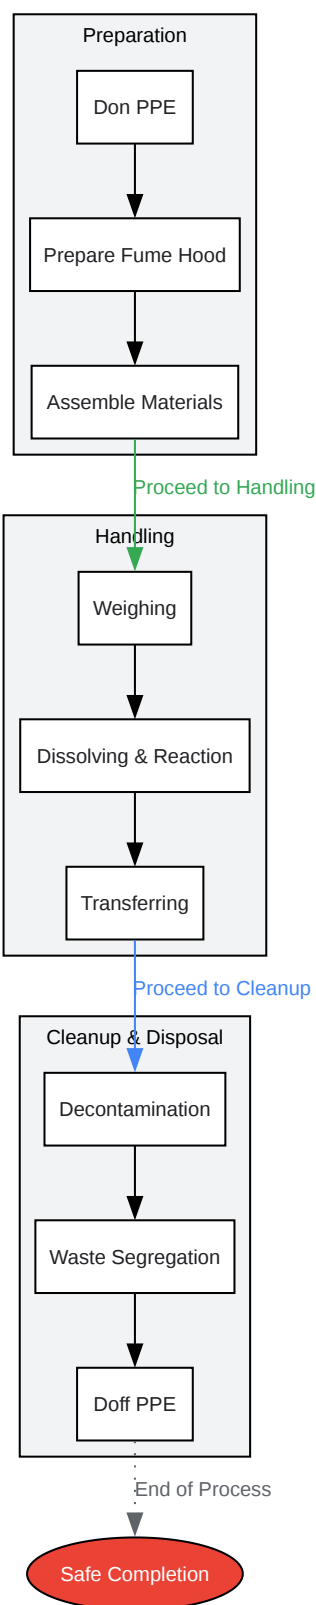 Preparation
Don PPE
Prepare Fume Hood
Assemble Materials
Proceed to Handling
Handling
Weighing
Dissolving & Reaction
Transferring
Proceed to Cleanup
Cleanup & Disposal
Decontamination
Waste Segregation
Doff PPE
End of Process
Safe Completion